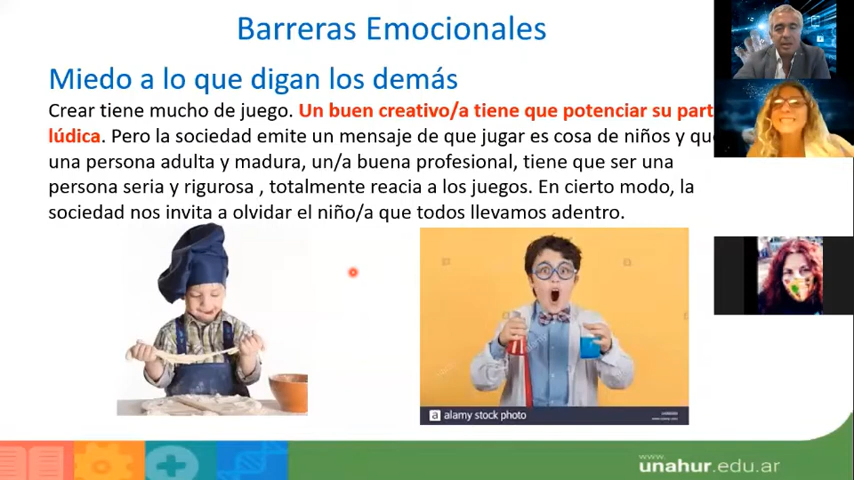 Barreras Emocionales
Miedo a lo que digan los demás
Crear tiene mucho de juego. Un buen creativo/a tiene que potenciar su part
lúdica. Pero la sociedad emite un mensaje de que jugar es cosa de niños y que
una persona adulta y madura, un/a buena profesional, tiene que ser una
persona seria y rigurosa , totalmente reacia a los juegos. En cierto modo, la
sociedad nos invita a olvidar el niño/a que todos llevamos adentro.
a alamy stock photo
www.
unahur.edu.ar